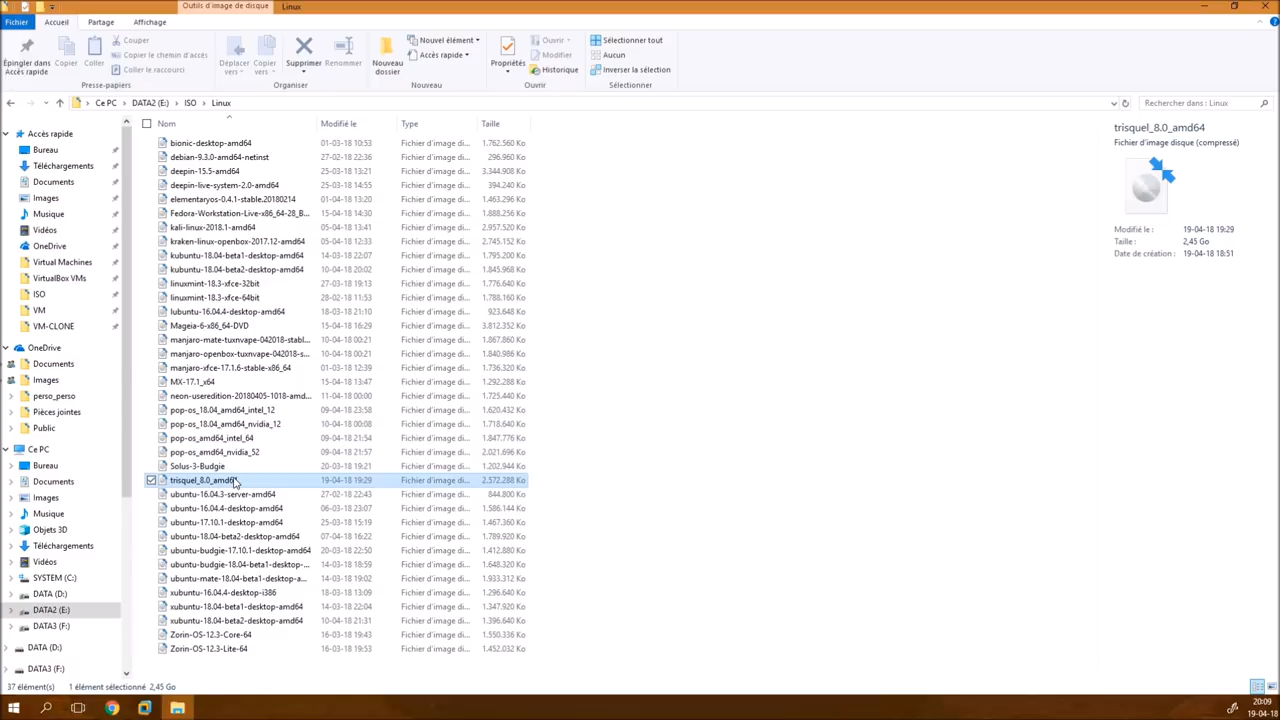 Outils d'image de disque Linux
Fichier Accueil Partage Affichage
Épingler dans Accès rapide
Copier
Coller
Couper
Copier le chemin d'accès
Coller le raccourci
Presse-papiers
Déplacer vers
Copier vers
Supprimer
Renommer
Organiser
Nouveau dossier
Nouvel élément
Accès rapide
Nouveau
Propriétés
Ouvrir
Modifier
Historique
Ouvrir
Sélectionner tout
Aucun
Inverser la sélection
Sélectionner
Ce PC > DATA2 (E:) > ISO > Linux
Rechercher dans : Linux
Accès rapide
Bureau
Téléchargements
Documents
Images
Musique
Vidéos
OneDrive
Virtual Machines
VirtualBox VMs
ISO
VM
VM-CLONE
OneDrive
Documents
Images
perso_perso
Pièces jointes
Public
Ce PC
Bureau
Documents
Images
Musique
Objets 3D
Téléchargements
Vidéos
SYSTEM (C:)
DATA (D:)
DATA2 (E:)
DATA3 (F:)
DATA (D:)
DATA3 (F:)
Nom Modifié le Type Taille
bionic-desktop-amd64 01-03-18 10:53 Fichier d'image di... 1.762.560 Ko
debian-9.3.0-amd64-netinst 27-02-18 22:36 Fichier d'image di... 296.960 Ko
deepin-15.5-amd64 25-03-18 13:21 Fichier d'image di... 3.344.908 Ko
deepin-live-system-2.0-amd64 25-03-18 14:55 Fichier d'image di... 394.240 Ko
elementaryos-0.4.1-stable.20180214 01-04-18 13:20 Fichier d'image di... 1.463.296 Ko
Fedora-Workstation-Live-x86_64-28_B... 15-04-18 14:30 Fichier d'image di... 1.888.256 Ko
kali-linux-2018.1-amd64 05-04-18 13:41 Fichier d'image di... 2.957.520 Ko
kraken-linux-openbox-2017.12-amd64 05-04-18 12:33 Fichier d'image di... 2.745.152 Ko
kubuntu-18.04-beta1-desktop-amd64 14-03-18 22:07 Fichier d'image di... 1.795.200 Ko
kubuntu-18.04-beta2-desktop-amd64 10-04-18 20:02 Fichier d'image di... 1.845.968 Ko
linuxmint-18.3-xfce-32bit 27-03-18 19:13 Fichier d'image di... 1.776.640 Ko
linuxmint-18.3-xfce-64bit 28-02-18 11:53 Fichier d'image di... 1.788.160 Ko
lubuntu-16.04.4-desktop-amd64 18-03-18 21:10 Fichier d'image di... 923.648 Ko
Mageia-6-x86_64-DVD 15-04-18 16:29 Fichier d'image di... 3.812.352 Ko
manjaro-mate-tuxnvape-042018-stabl... 10-04-18 00:21 Fichier d'image di... 1.867.860 Ko
manjaro-openbox-tuxnvape-042018-s... 10-04-18 00:21 Fichier d'image di... 1.840.986 Ko
manjaro-xfce-17.1.6-stable-x86_64 01-03-18 12:39 Fichier d'image di... 1.736.320 Ko
MX-17.1_x64 15-04-18 13:47 Fichier d'image di... 1.292.288 Ko
neon-useredition-20180405-1018-amd... 11-04-18 00:00 Fichier d'image di... 1.725.440 Ko
pop-os_18.04_amd64_intel_12 09-04-18 23:58 Fichier d'image di... 1.620.432 Ko
pop-os_18.04_amd64_nvidia_12 10-04-18 00:08 Fichier d'image di... 1.718.640 Ko
pop-os_amd64_intel_64 09-04-18 21:54 Fichier d'image di... 1.847.776 Ko
pop-os_amd64_nvidia_52 09-04-18 21:57 Fichier d'image di... 2.021.696 Ko
Solus-3-Budgie 20-03-18 19:21 Fichier d'image di... 1.202.944 Ko
trisquel_8.0_amd64 19-04-18 19:29 Fichier d'image di... 2.572.288 Ko
ubuntu-16.04.3-server-amd64 27-02-18 22:43 Fichier d'image di... 844.800 Ko
ubuntu-16.04.4-desktop-amd64 06-03-18 23:07 Fichier d'image di... 1.586.144 Ko
ubuntu-17.10.1-desktop-amd64 25-03-18 15:19 Fichier d'image di... 1.467.360 Ko
ubuntu-18.04-beta2-desktop-amd64 07-04-18 16:22 Fichier d'image di... 1.789.920 Ko
ubuntu-budgie-17.10.1-desktop-amd64 20-03-18 22:50 Fichier d'image di... 1.412.880 Ko
ubuntu-budgie-18.04-beta1-desktop-... 14-03-18 18:59 Fichier d'image di... 1.648.320 Ko
ubuntu-mate-18.04-beta1-desktop-a... 14-03-18 19:02 Fichier d'image di... 1.933.312 Ko
xubuntu-16.04.4-desktop-i386 18-03-18 13:09 Fichier d'image di... 1.296.640 Ko
xubuntu-18.04-beta1-desktop-amd64 14-03-18 22:04 Fichier d'image di... 1.347.920 Ko
xubuntu-18.04-beta2-desktop-amd64 10-04-18 21:31 Fichier d'image di... 1.396.640 Ko
Zorin-OS-12.3-Core-64 16-03-18 19:43 Fichier d'image di... 1.550.336 Ko
Zorin-OS-12.3-Lite-64 16-03-18 19:53 Fichier d'image di... 1.452.032 Ko
trisquel_8.0_amd64
Fichier d'image disque (compressé)
Modifié le : 19-04-18 19:29
Taille : 2,45 Go
Date de création : 19-04-18 18:51
37 élément(s) 1 élément sélectionné 2,45 Go
20:09
19-04-18